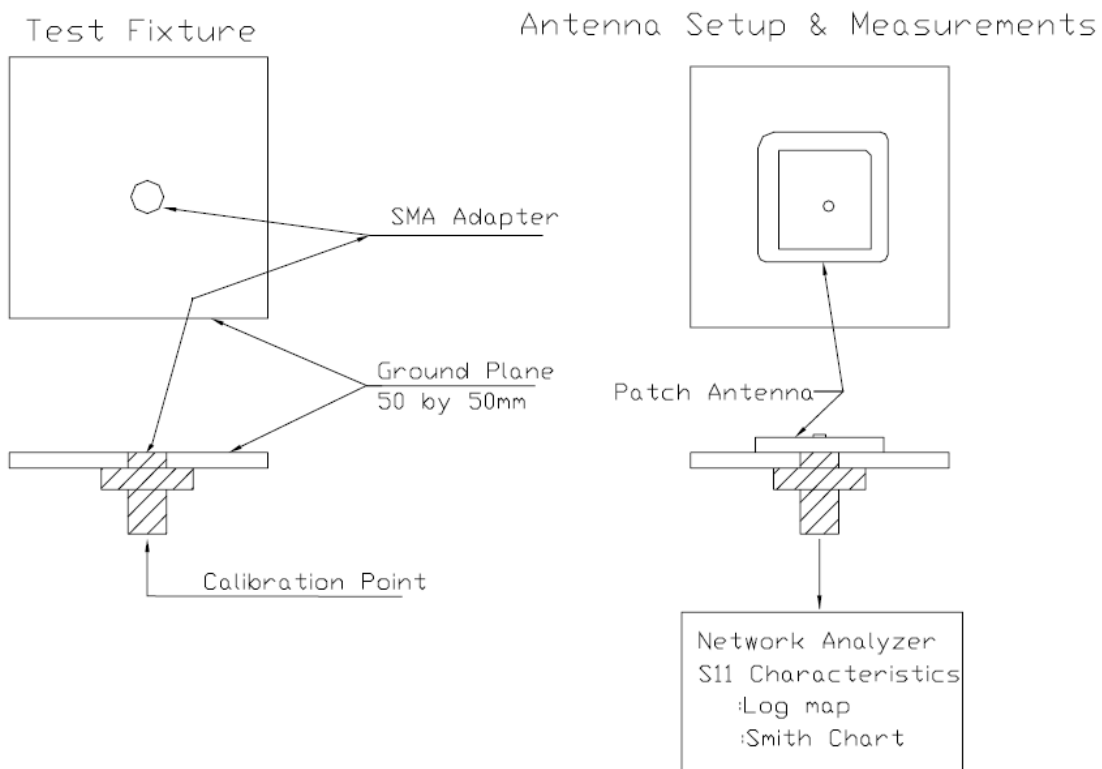 Test Fixture
Antenna Setup & Measurements
SMA Adapter
Ground Plane
50 by 50mm
Patch Antenna
Calibration Point
Network Analyzer
S11 Characteristics
:Log map
:Smith Chart